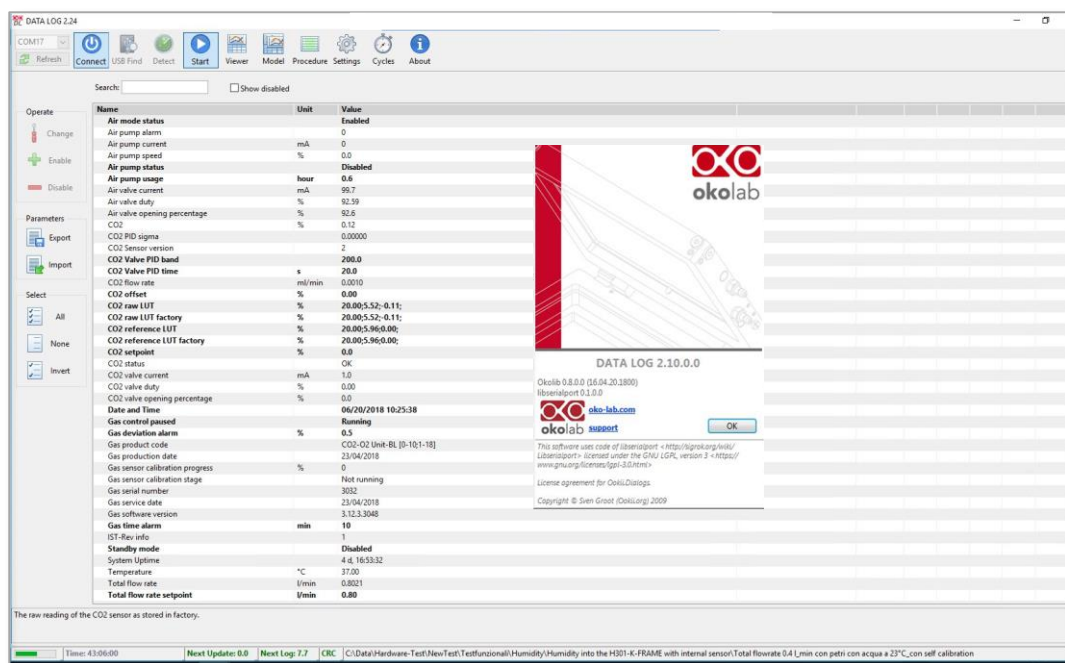 DATA LOG 2.24
COM17
Refresh
Connect USB Find Detect Start Viewer Model Procedure Settings Cycles About
Search: Show disabled
Operate
Change
Enable
Disable
Parameters
Export
Import
Select
All
None
Invert
Name Unit Value
Air mode status Enabled
Air pump alarm 0
Air pump current mA 0
Air pump speed % 0.0
Air pump status Disabled
Air pump usage hour 0.6
Air valve current mA 99.7
Air valve duty % 92.59
Air valve opening percentage % 92.6
CO2 % 0.12
CO2 PID sigma 0.00000
CO2 Sensor version 2
CO2 Valve PID band 200.0
CO2 Valve PID time s 20.0
CO2 flow rate ml/min 0.0010
CO2 offset % 0.00
CO2 raw LUT % 20.00;5.52;-0.11;
CO2 raw LUT factory % 20.00;5.52;-0.11;
CO2 reference LUT % 20.00;5.96;0.00;
CO2 reference LUT factory % 20.00;5.96;0.00;
CO2 setpoint % 0.0
CO2 status OK
CO2 valve current mA 1.0
CO2 valve duty % 0.00
CO2 valve opening percentage % 0.0
Date and Time 06/20/2018 10:25:38
Gas control paused Running
Gas deviation alarm % 0.5
Gas product code CO2-O2 Unit-BL [0-10;1-18]
Gas production date 23/04/2018
Gas sensor calibration progress % 0
Gas sensor calibration stage Not running
Gas serial number 3032
Gas service date 23/04/2018
Gas software version 3.12.3.3048
Gas time alarm min 10
IST-Rev info 1
Standby mode Disabled
System Uptime 4 d, 16:53:32
Temperature °C 37.00
Total flow rate l/min 0.8021
Total flow rate setpoint l/min 0.80
okolab
DATA LOG 2.10.0.0
Okolib 0.8.0.0 (16.04.20.1800)
libserialport 0.1.0.0
oko-lab.com
okolab support
OK
This software uses code of libserialport <http://sigrok.org/wiki/
Libserialport> licensed under the GNU LGPL, version 3 <https://
www.gnu.org/licenses/lgpl-3.0.html>
License agreement for Ookii.Dialogs.
Copyright © Sven Groot (Ookii.org) 2009
The raw reading of the CO2 sensor as stored in factory.
Time: 43:06:00 Next Update: 0.0 Next Log: 7.7 CRC C:\Data\Hardware-Test\NewTest\Testfunzionali\Humidity\Humidity into the H301-K-FRAME with internal sensor\Total flowrate 0.4 l_min con petri con acqua a 23°C_con self calibration